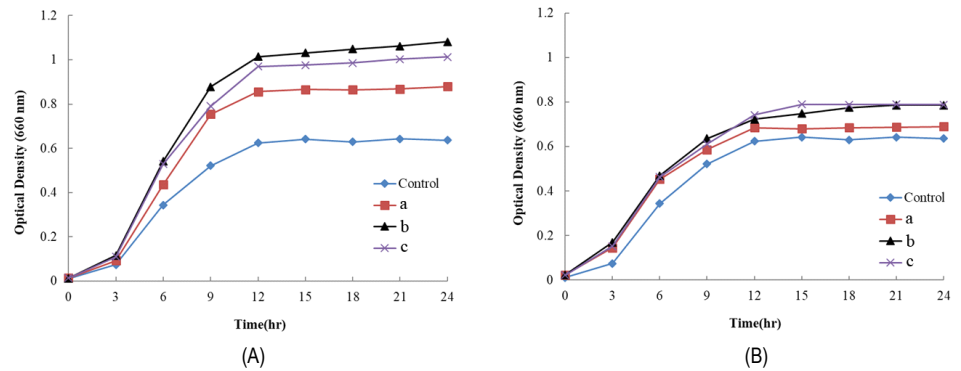 1.2
1
0.8
0.6
0.4
0.2
0
Optical Density (660 nm)
0 3 6 9 12 15 18 21 24
Time(hr)
Control
a
b
c
(A)
1.2
1
0.8
0.6
0.4
0.2
0
Optical Density (660 nm)
0 3 6 9 12 15 18 21 24
Time(hr)
Control
a
b
c
(B)